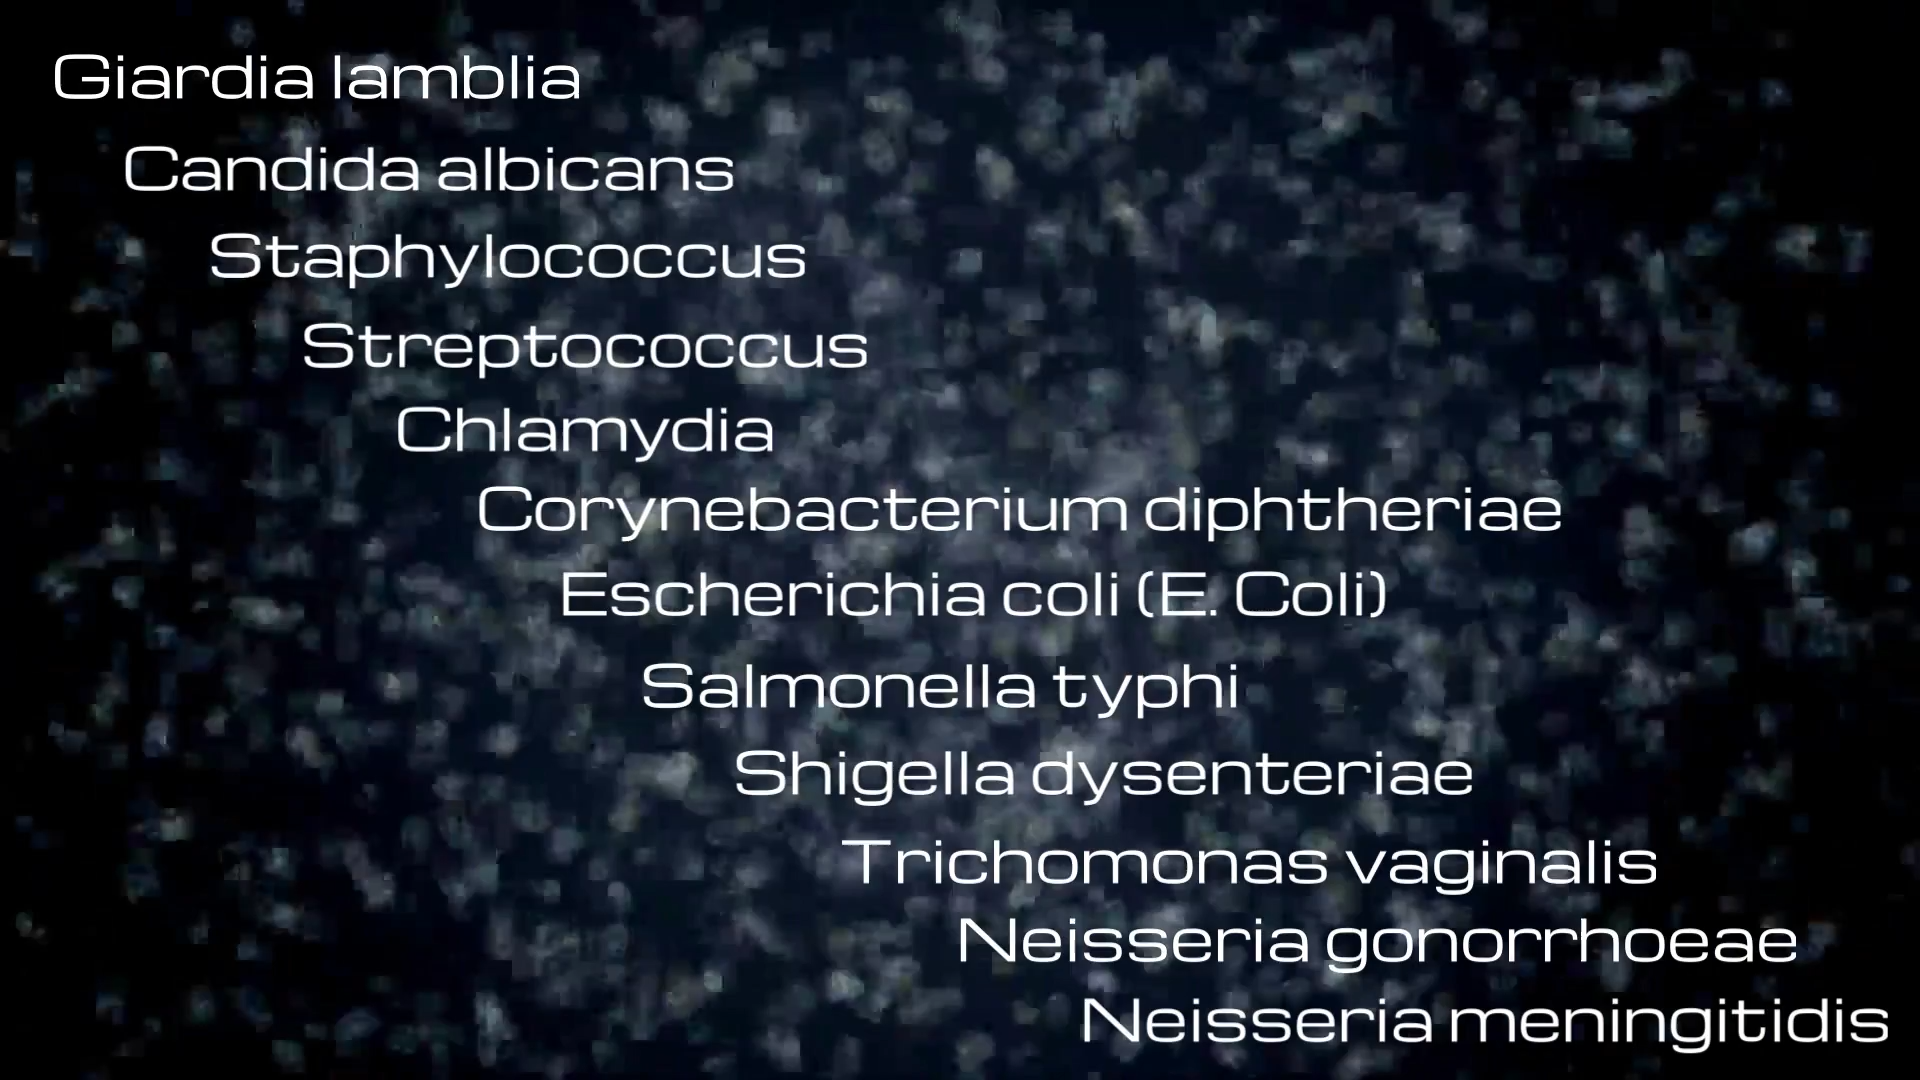 Giardia lamblia
Candida albicans
Staphylococcus
Streptococcus
Chlamydia
Corynebacterium diphtheriae
Escherichia coli (E. Coli)
Salmonella typhi
Shigella dysenteriae
Trichomonas vaginalis
Neisseria gonorrhoeae
Neisseria meningitidis